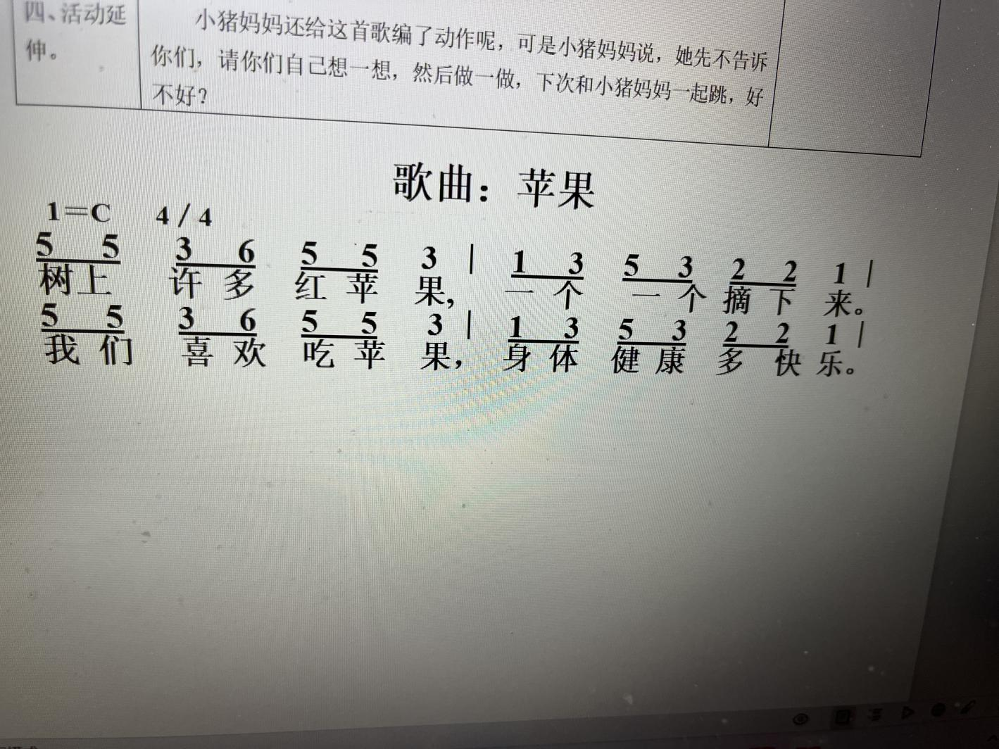 四、活动延
伸。
小猪妈妈还给这首歌编了动作呢，可是小猪妈妈说，她先不告诉
你们，请你们自己想一想，然后做一做，下次和小猪妈妈一起跳，好
不好？
歌曲：苹果
1＝C 4/4
5 5 3 6 5 5 3 | 1 3 5 3 2 2 1 |
树上 许多 红苹 果，一个 一个 摘下 来。
5 5 3 6 5 5 3 | 1 3 5 3 2 2 1 |
我们 喜欢 吃苹 果，身体 健康 多快 乐。